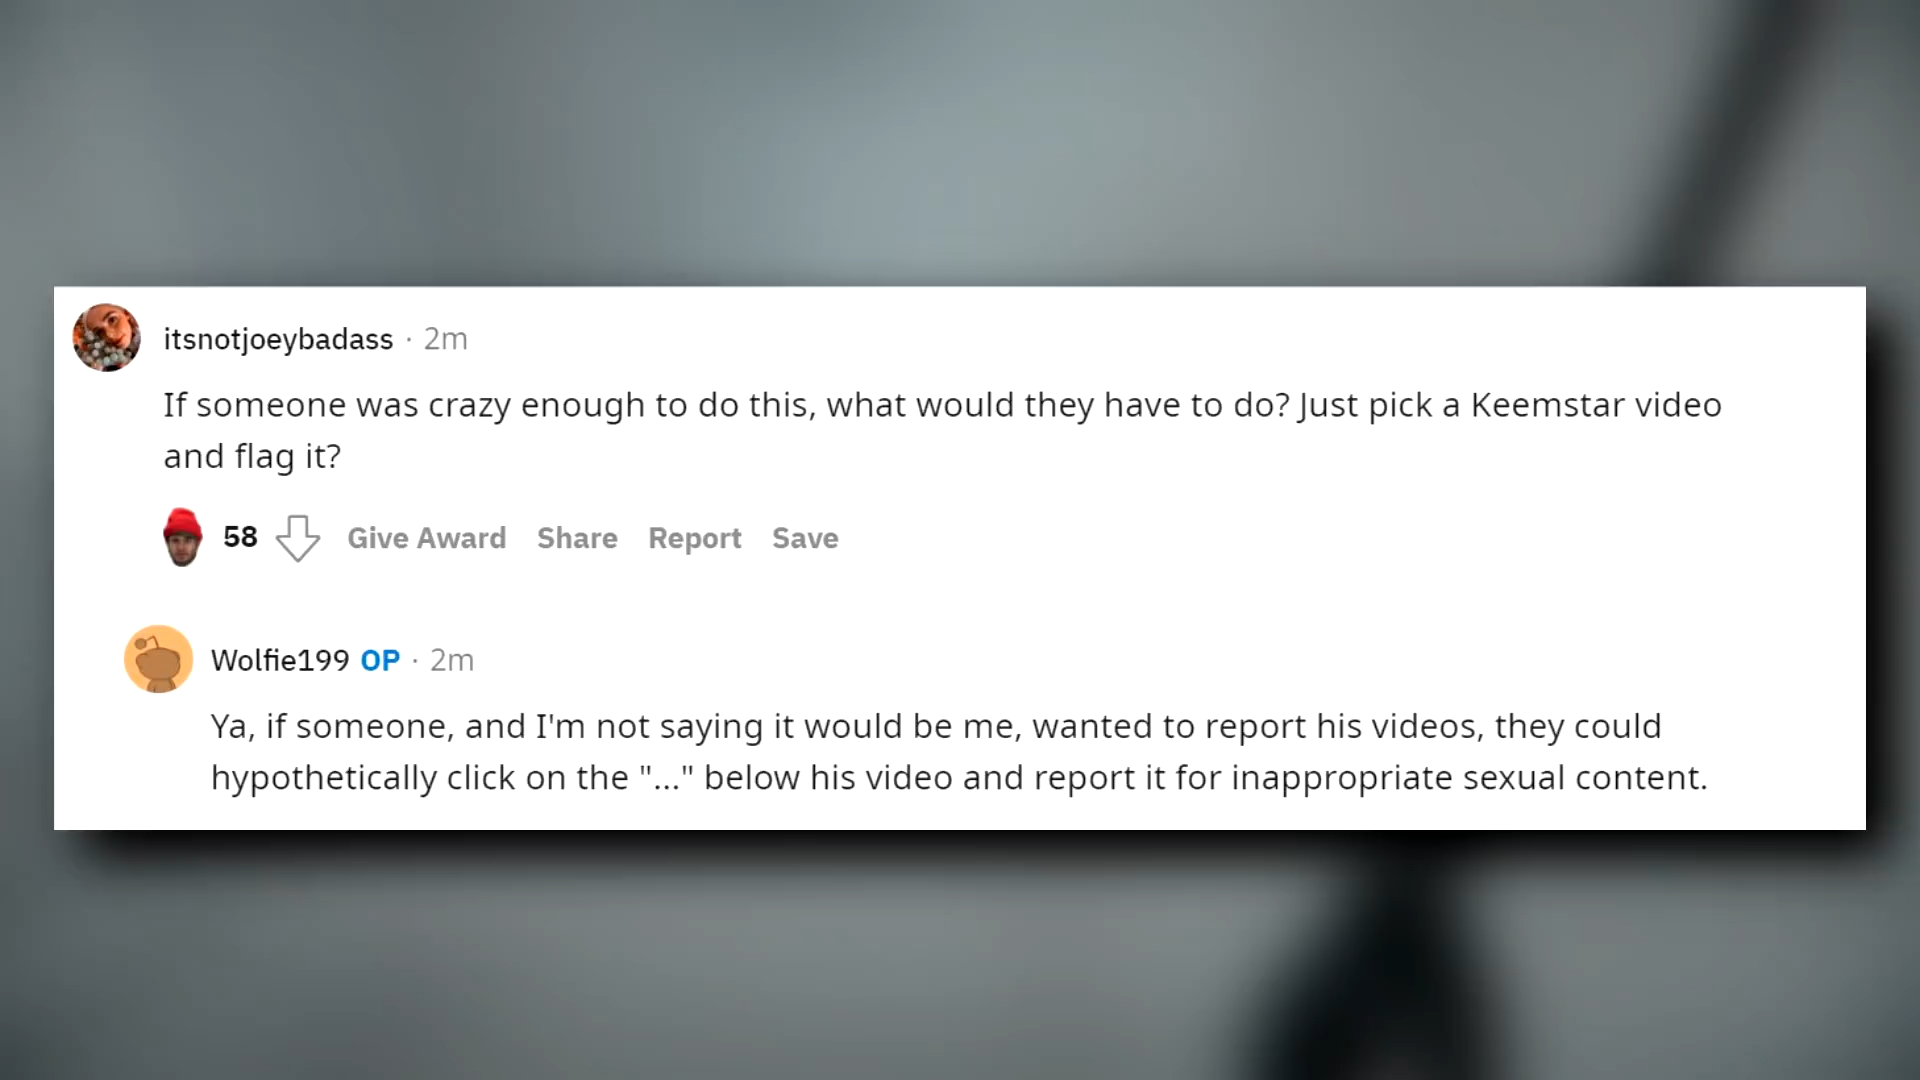 itsnotjoeybadass · 2m
If someone was crazy enough to do this, what would they have to do? Just pick a Keemstar video
and flag it?
58 Give Award Share Report Save
Wolfie199 OP · 2m
Ya, if someone, and I'm not saying it would be me, wanted to report his videos, they could
hypothetically click on the "..." below his video and report it for inappropriate sexual content.